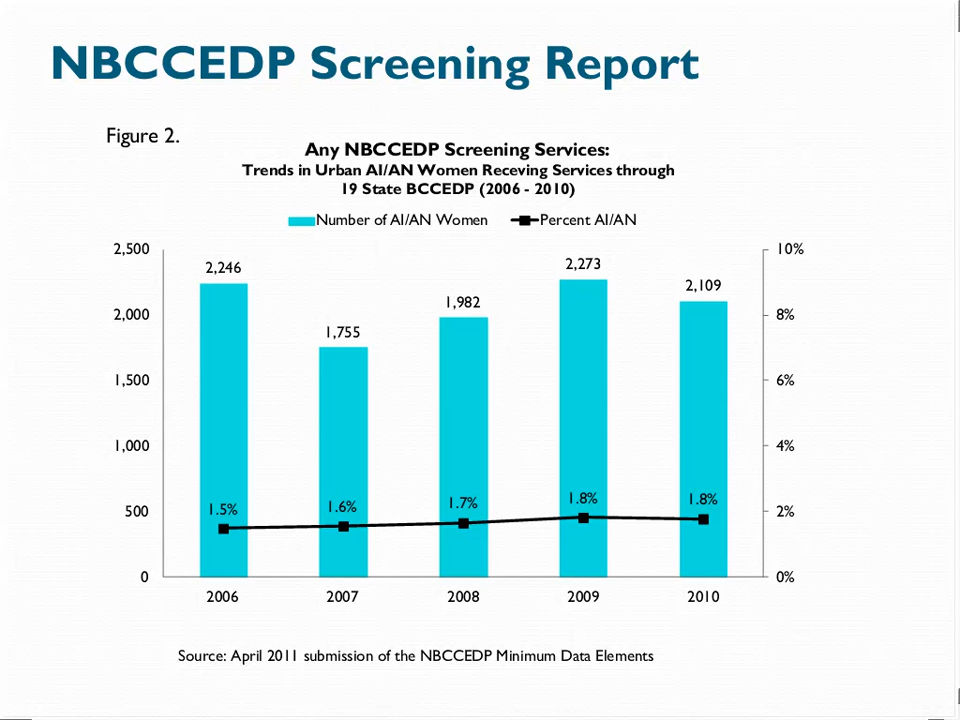 NBCCEDP Screening Report
Figure 2.
Any NBCCEDP Screening Services:
Trends in Urban AI/AN Women Receving Services through
19 State BCCEDP (2006 - 2010)
Number of AI/AN Women Percent AI/AN
2,500 10%
2,246 2,273
2,109
1,982
2,000 8%
1,755
1,500 6%
1,000 4%
1.5% 1.6% 1.7% 1.8% 1.8%
500 2%
0 0%
2006 2007 2008 2009 2010
Source: April 2011 submission of the NBCCEDP Minimum Data Elements